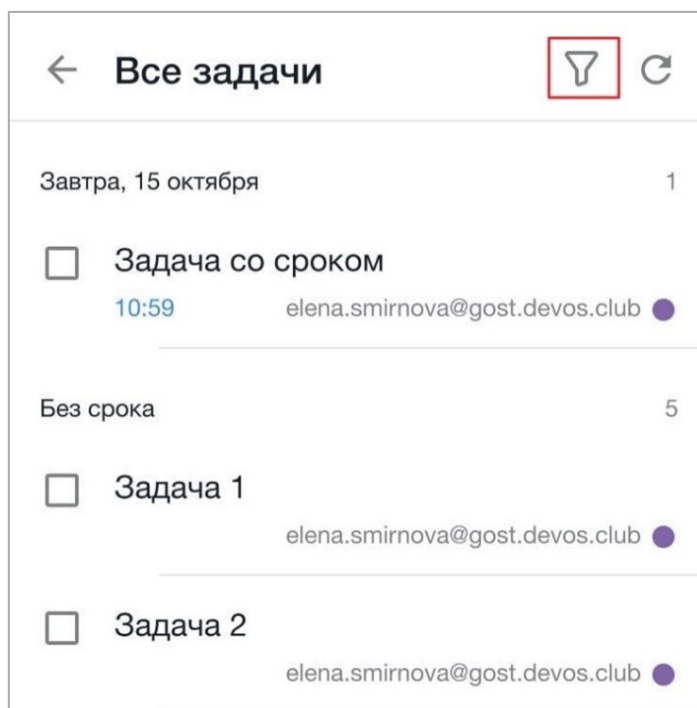 Все задачи
Завтра, 15 октября 1
Задача со сроком
10:59 elena.smirnova@gost.devos.club
Без срока 5
Задача 1
elena.smirnova@gost.devos.club
Задача 2
elena.smirnova@gost.devos.club